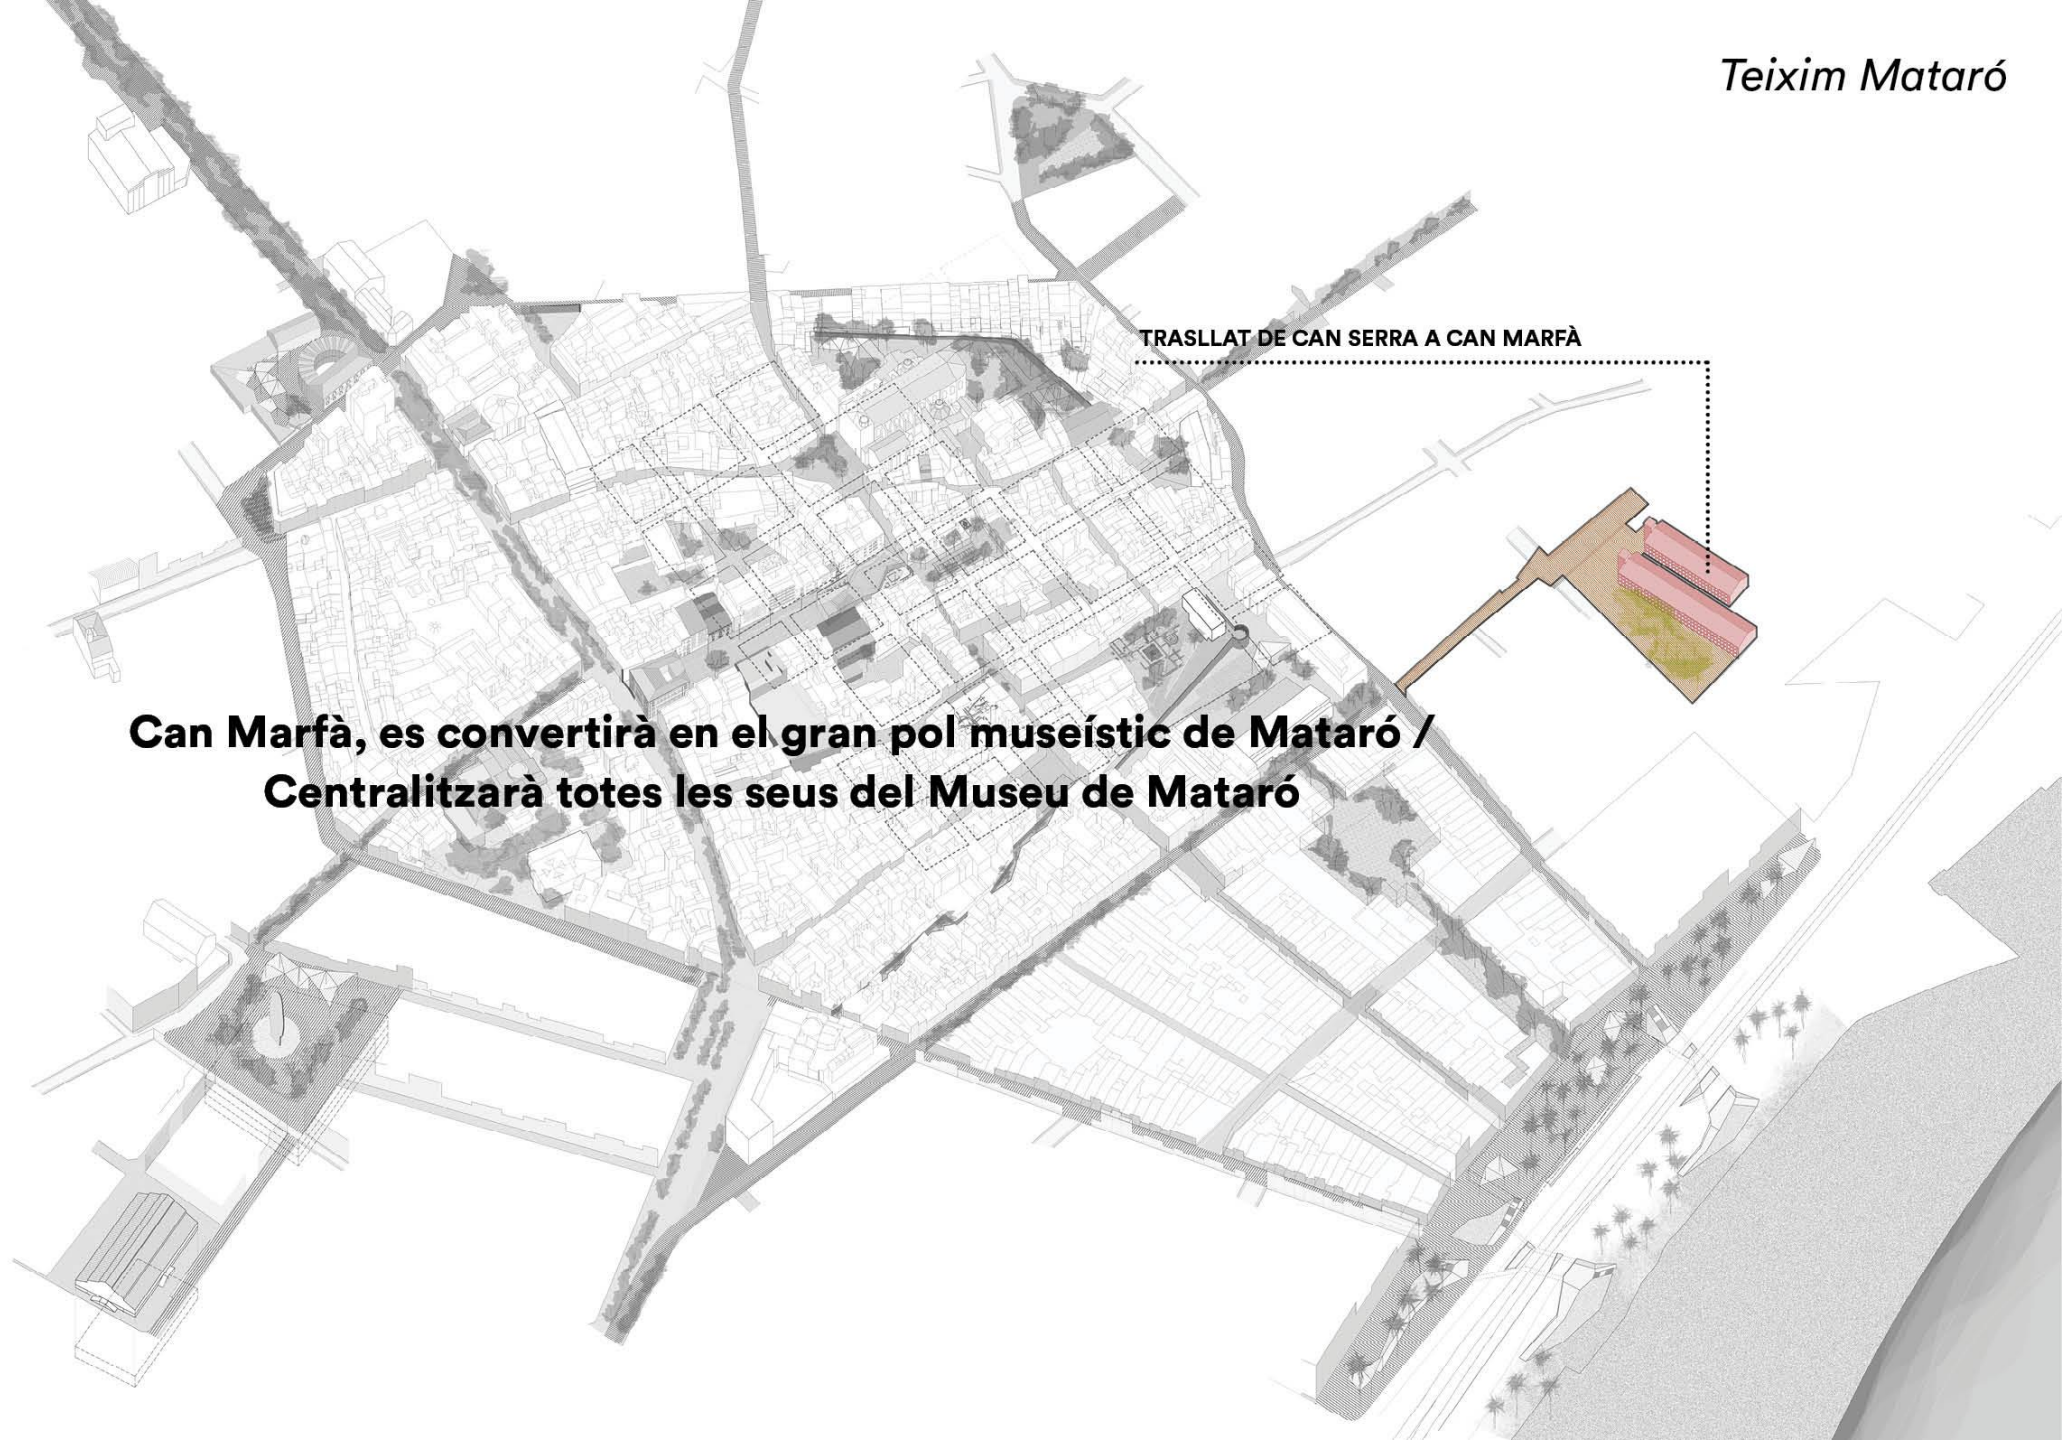 Teixim Mataró
TRASLLAT DE CAN SERRA A CAN MARFÀ
Can Marfà, es convertirà en el gran pol museístic de Mataró /
Centralitzarà totes les seus del Museu de Mataró